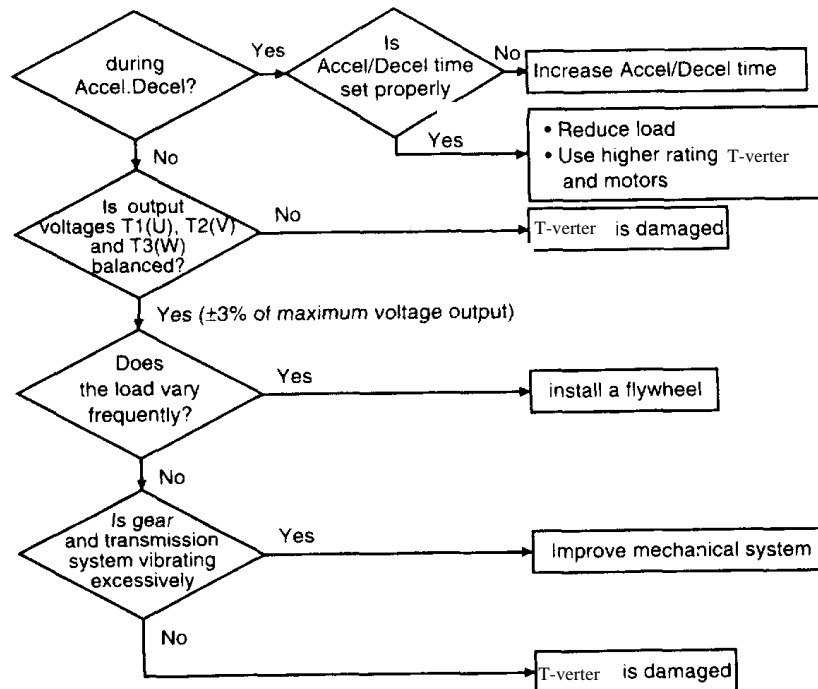 during
Accel.Decel?
Yes
Is
Accel/Decel time
set properly
No
Increase Accel/Decel time
Yes
• Reduce load
• Use higher rating T-verter
and motors
No
Is output
voltages T1(U), T2(V)
and T3(W)
balanced?
No
T-verter is damaged
Yes (±3% of maximum voltage output)
Does
the load vary
frequently?
Yes
install a flywheel
No
Is gear
and transmission
system vibrating
excessively
Yes
Improve mechanical system
No
T-verter is damaged